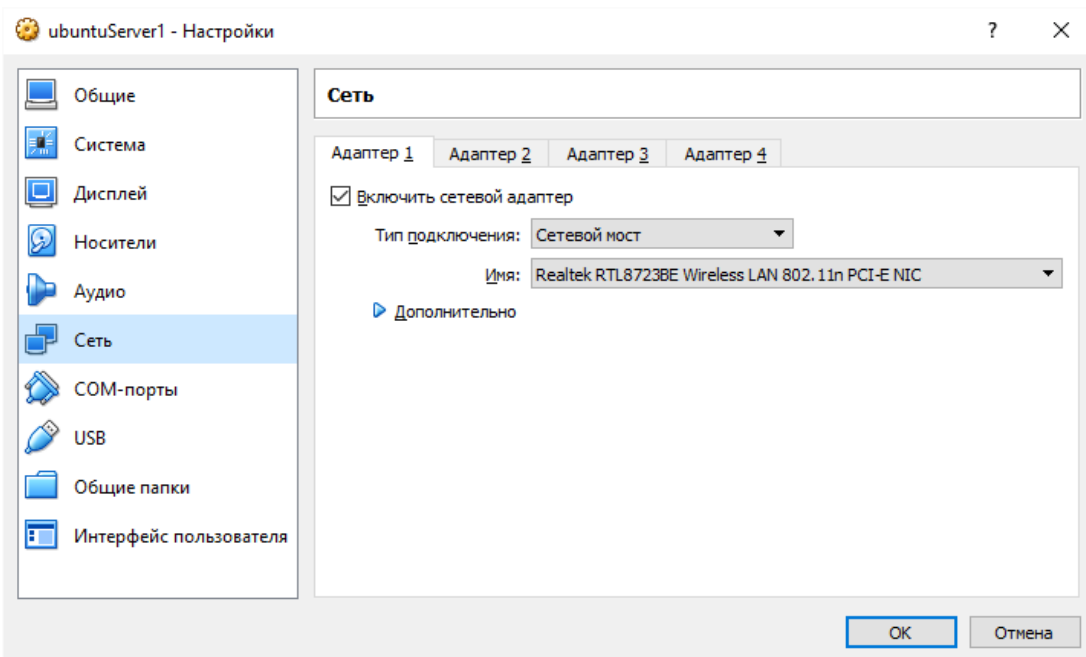 ubuntuServer1 - Настройки
?
Общие
Система
Дисплей
Носители
Аудио
Сеть
COM-порты
USB
Общие папки
Интерфейс пользователя
Сеть
Адаптер 1 Адаптер 2 Адаптер 3 Адаптер 4
Включить сетевой адаптер
Тип подключения: Сетевой мост
Имя: Realtek RTL8723BE Wireless LAN 802.11n PCI-E NIC
Дополнительно
OK Отмена